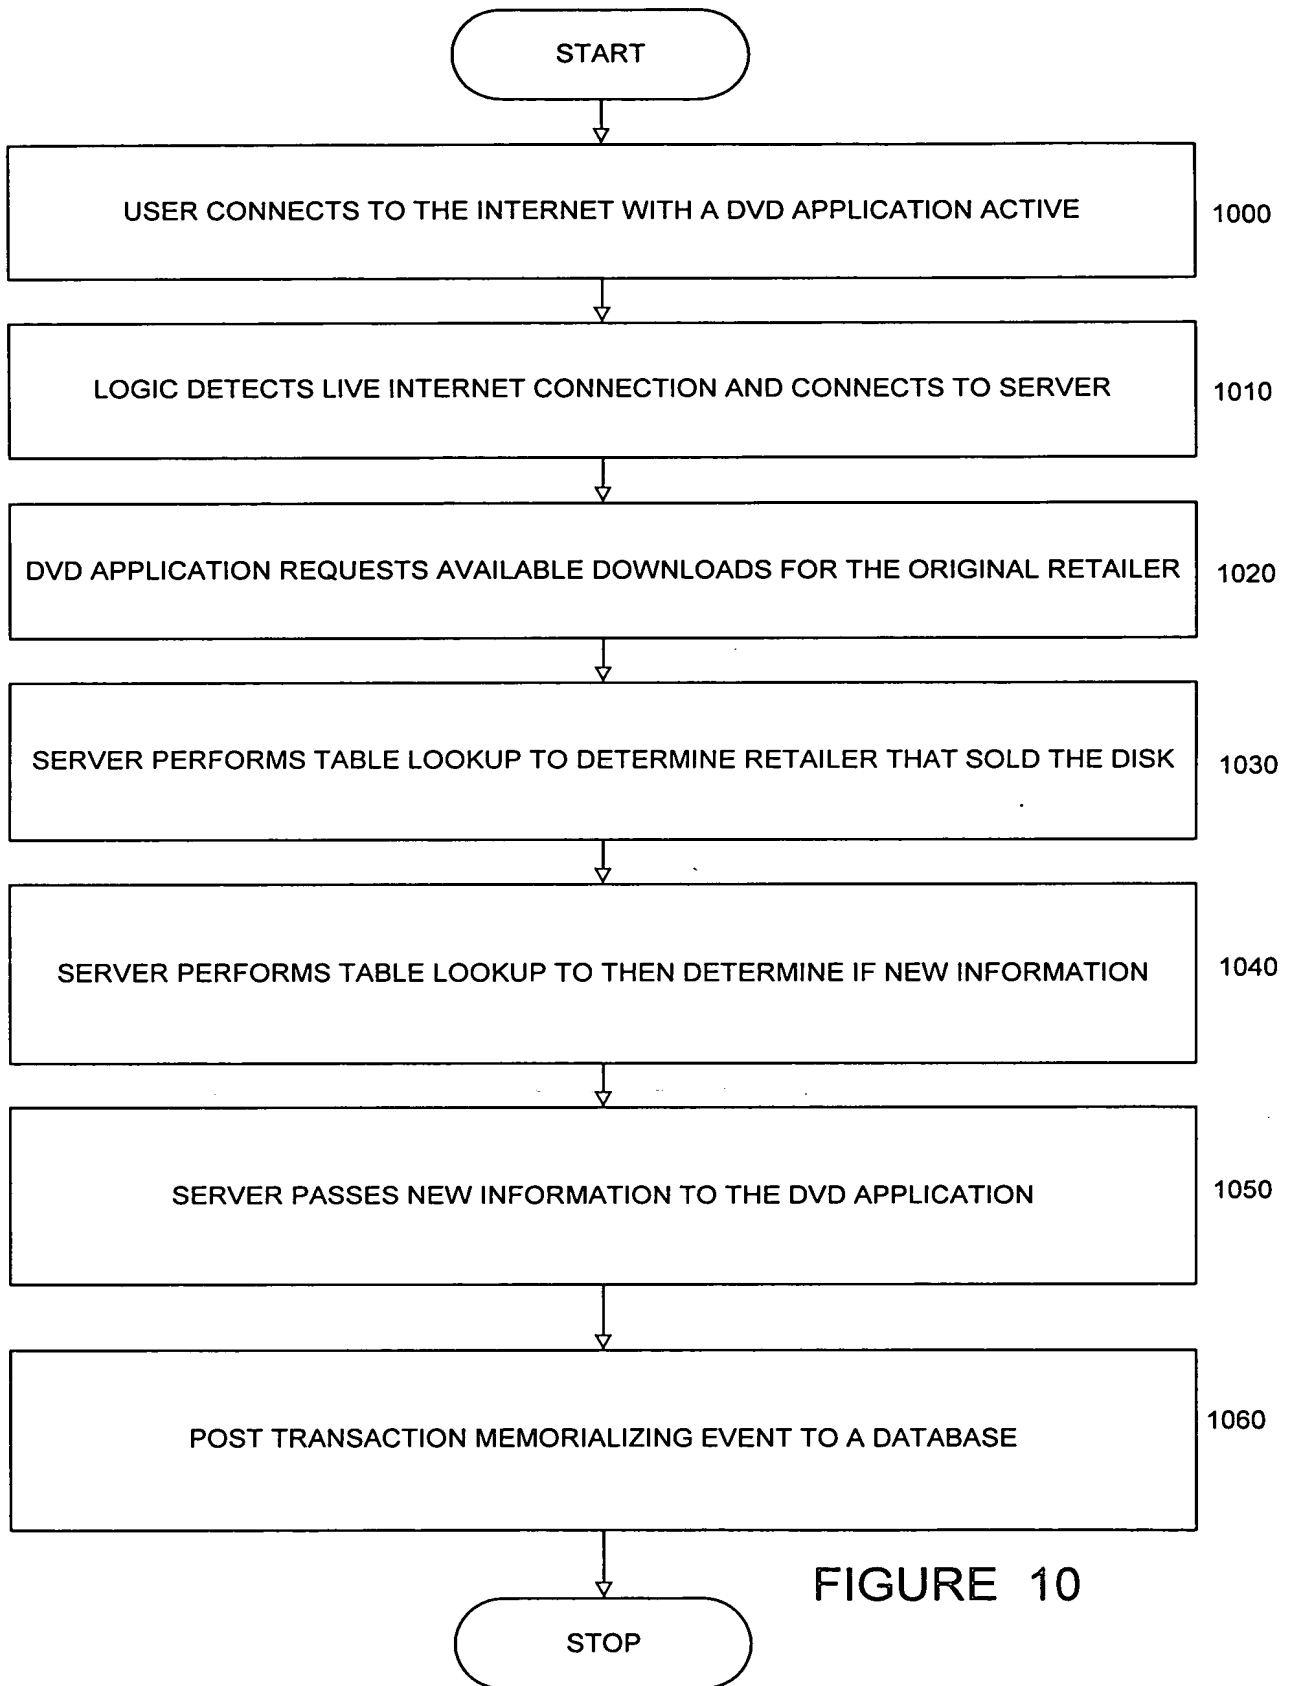 START
USER CONNECTS TO THE INTERNET WITH A DVD APPLICATION ACTIVE
1000
LOGIC DETECTS LIVE INTERNET CONNECTION AND CONNECTS TO SERVER
1010
DVD APPLICATION REQUESTS AVAILABLE DOWNLOADS FOR THE ORIGINAL RETAILER
1020
SERVER PERFORMS TABLE LOOKUP TO DETERMINE RETAILER THAT SOLD THE DISK
1030
SERVER PERFORMS TABLE LOOKUP TO THEN DETERMINE IF NEW INFORMATION
1040
SERVER PASSES NEW INFORMATION TO THE DVD APPLICATION
1050
POST TRANSACTION MEMORIALIZING EVENT TO A DATABASE
1060
FIGURE 10
STOP